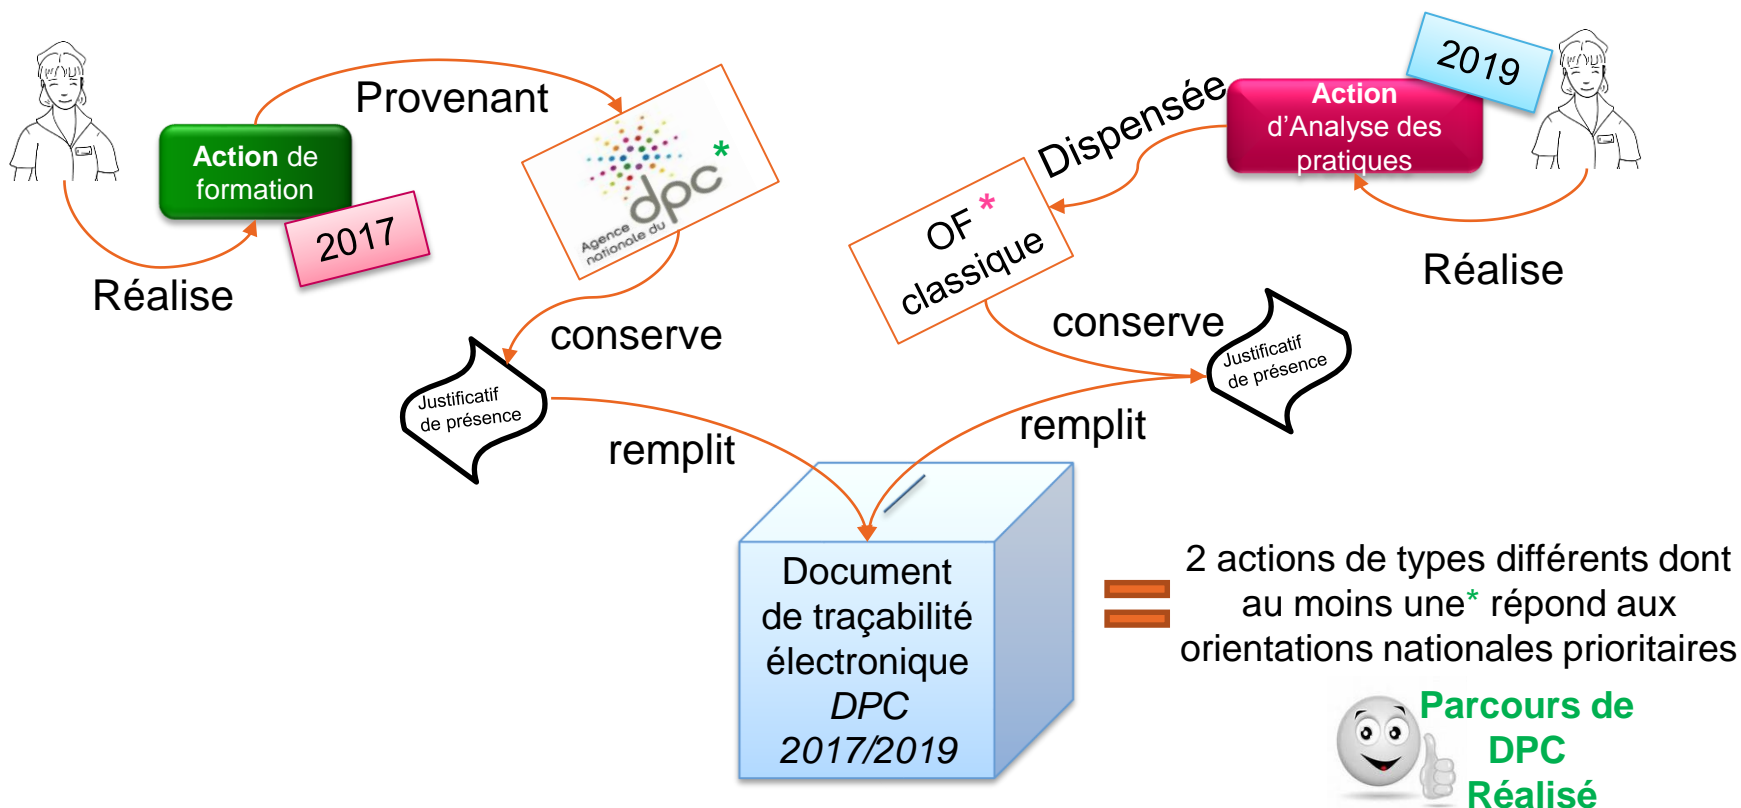 Réalise
Action de
formation
2017
Provenant
*
dpc
Agence
nationale du
conserve
Justificatif
de présence
remplit
2019
Action
d'Analyse des
pratiques
Réalise
Dispensée
OF *
classique
conserve
Justificatif
de présence
remplit
Document
de traçabilité
électronique
DPC
2017/2019
2 actions de types différents dont
au moins une* répond aux
orientations nationales prioritaires
Parcours de
DPC
Réalisé